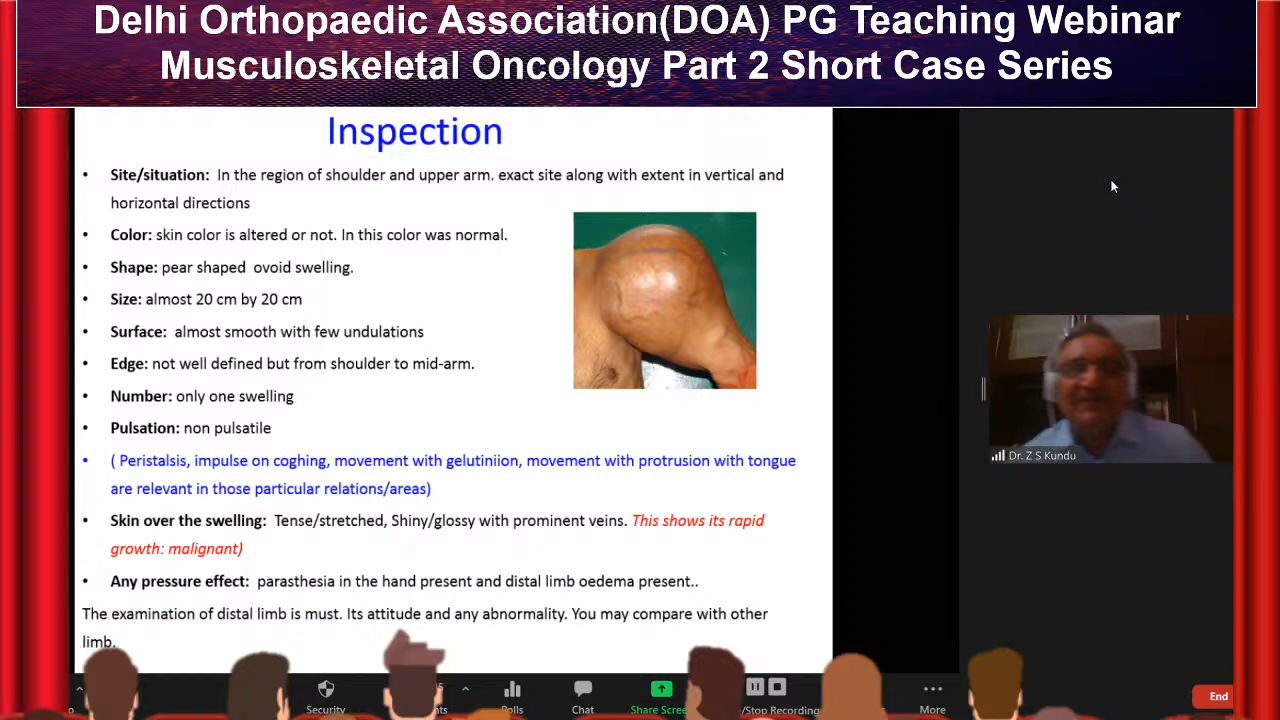 Delhi Orthopaedic Association(DOA) PG Teaching Webinar
Musculoskeletal Oncology Part 2 Short Case Series
Inspection
• Site/situation: In the region of shoulder and upper arm. exact site along with extent in vertical and
horizontal directions
• Color: skin color is altered or not. In this color was normal.
• Shape: pear shaped ovoid swelling.
• Size: almost 20 cm by 20 cm
• Surface: almost smooth with few undulations
• Edge: not well defined but from shoulder to mid-arm.
• Number: only one swelling
• Pulsation: non pulsatile
• ( Peristalsis, impulse on coghing, movement with gelutiniion, movement with protrusion with tongue
are relevant in those particular relations/areas)
• Skin over the swelling: Tense/stretched, Shiny/glossy with prominent veins. This shows its rapid
growth: malignant)
• Any pressure effect: parasthesia in the hand present and distal limb oedema present..
The examination of distal limb is must. Its attitude and any abnormality. You may compare with other
limb.
Dr. Z S Kundu
Security
Chat
Share
Recording
More
End